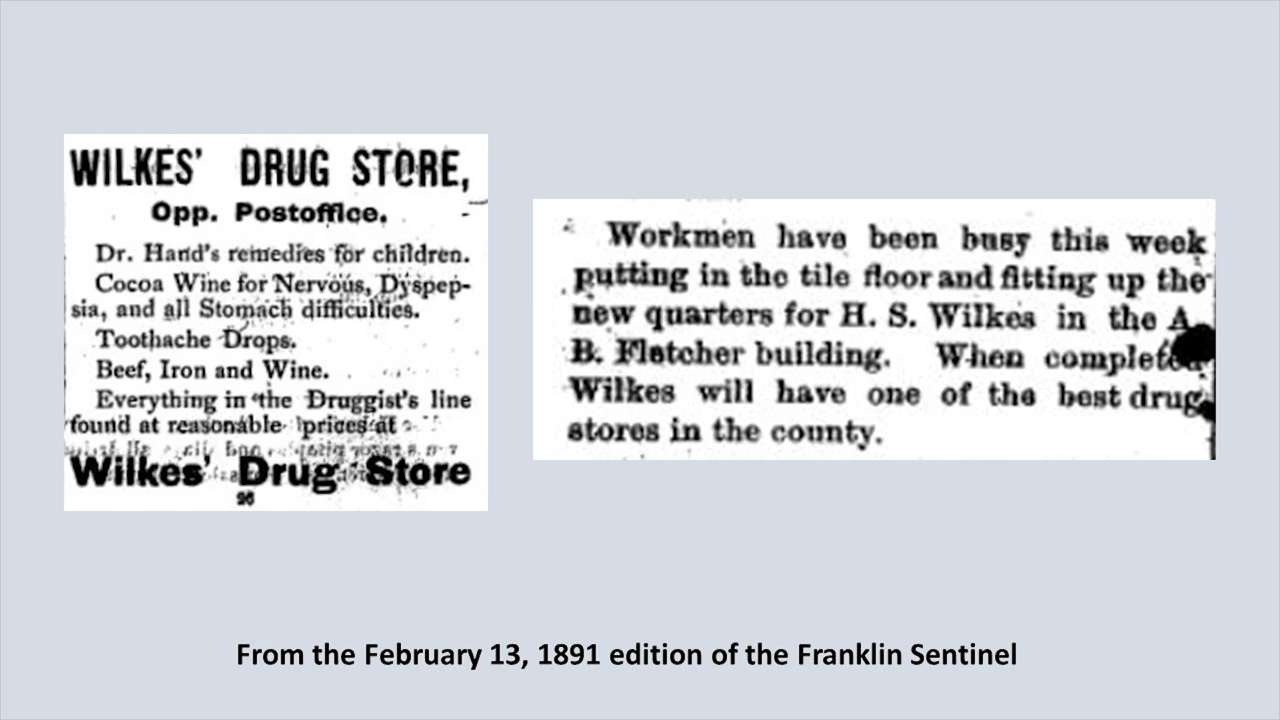 WILKES' DRUG STORE,
Opp. Postoffice.
Dr. Hand's remedies for children.
Cocoa Wine for Nervous, Dyspep-
sia, and all Stomach difficulties.
Toothache Drops.
Beef, Iron and Wine.
Everything in the Druggist's line
found at reasonable prices at
Wilkes' Drug Store
26
Workmen have been busy this week
putting in the tile floor and fitting up the
new quarters for H. S. Wilkes in the A.
B. Fletcher building. When completed
Wilkes will have one of the best drug
stores in the county.
From the February 13, 1891 edition of the Franklin Sentinel